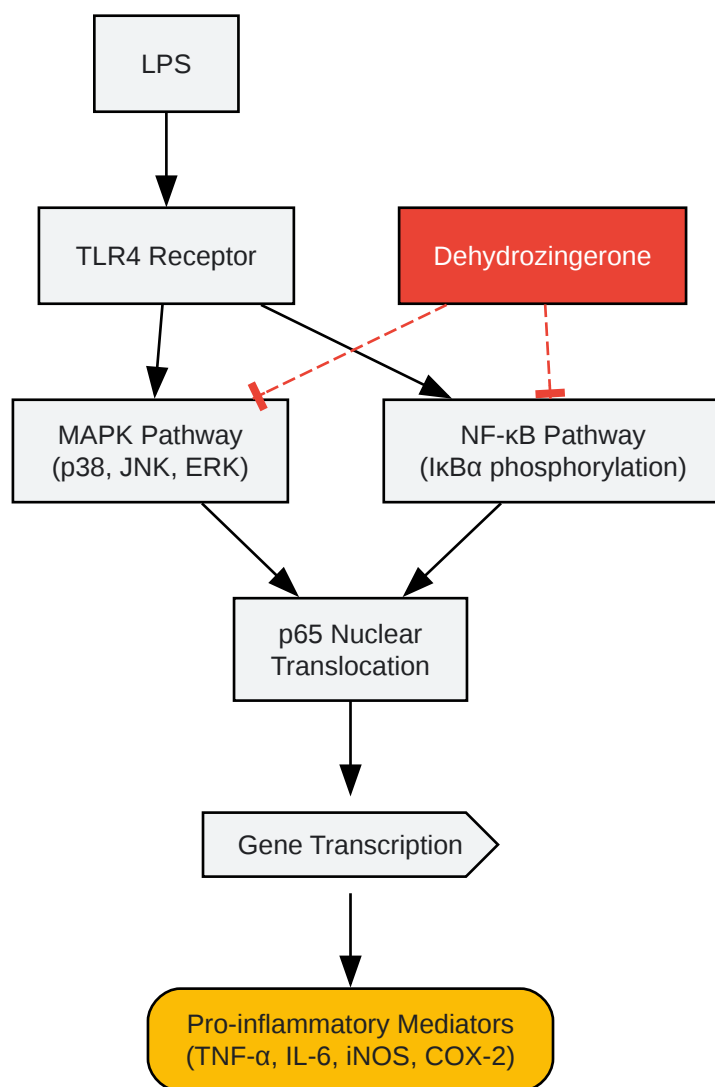 LPS
TLR4 Receptor
Dehydrozingerone
MAPK Pathway
(p38, JNK, ERK)
NF-κB Pathway
(IκBα phosphorylation)
p65 Nuclear
Translocation
Gene Transcription
Pro-inflammatory Mediators
(TNF-α, IL-6, iNOS, COX-2)